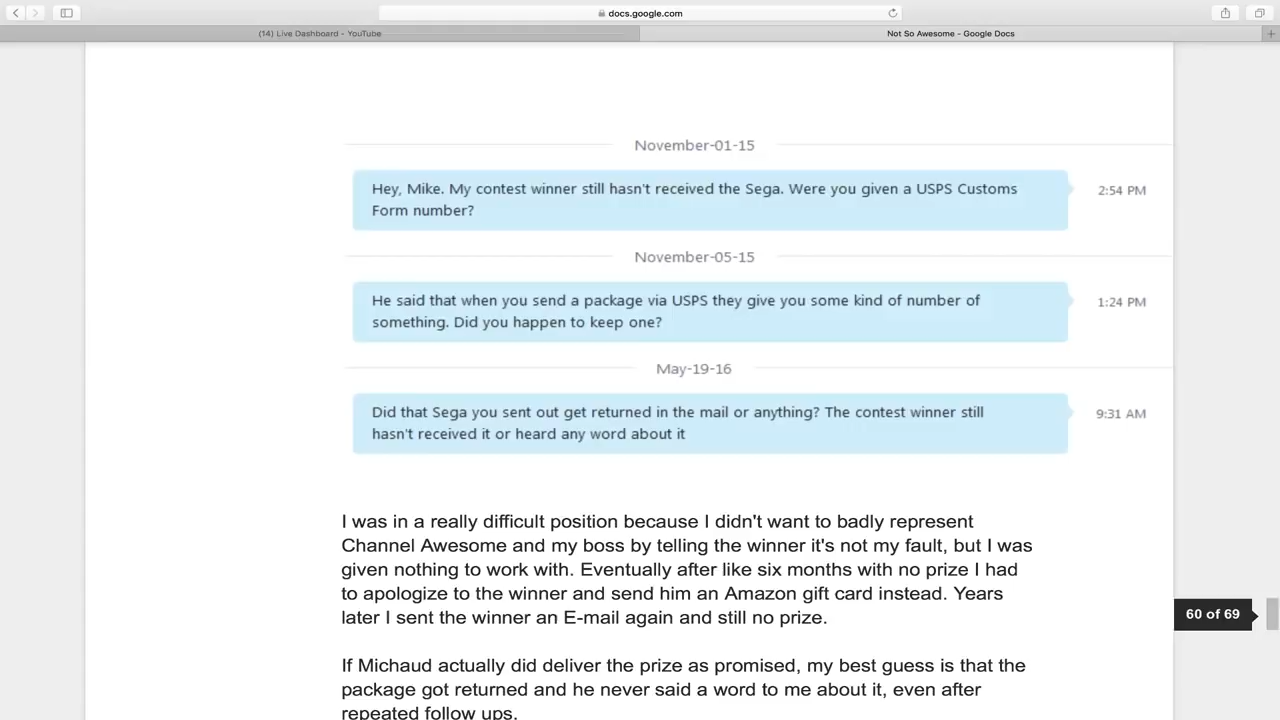 docs.google.com
(14) Live Dashboard - YouTube
Not So Awesome - Google Docs
November-01-15
Hey, Mike. My contest winner still hasn't received the Sega. Were you given a USPS Customs
Form number?
2:54 PM
November-05-15
He said that when you send a package via USPS they give you some kind of number of
something. Did you happen to keep one?
1:24 PM
May-19-16
Did that Sega you sent out get returned in the mail or anything? The contest winner still
hasn't received it or heard any word about it
9:31 AM
I was in a really difficult position because I didn't want to badly represent
Channel Awesome and my boss by telling the winner it's not my fault, but I was
given nothing to work with. Eventually after like six months with no prize I had
to apologize to the winner and send him an Amazon gift card instead. Years
later I sent the winner an E-mail again and still no prize.
60 of 69
If Michaud actually did deliver the prize as promised, my best guess is that the
package got returned and he never said a word to me about it, even after
repeated follow ups.